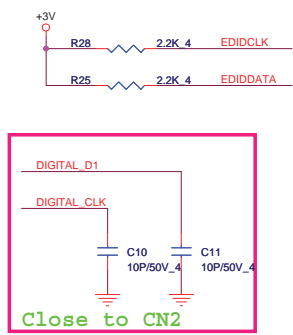 +3V
R28 2.2K_4 EDIDCLK
R25 2.2K_4 EDIDDATA
DIGITAL_D1
DIGITAL_CLK
C10 C11
10P/50V_4 10P/50V_4
Close to CN2